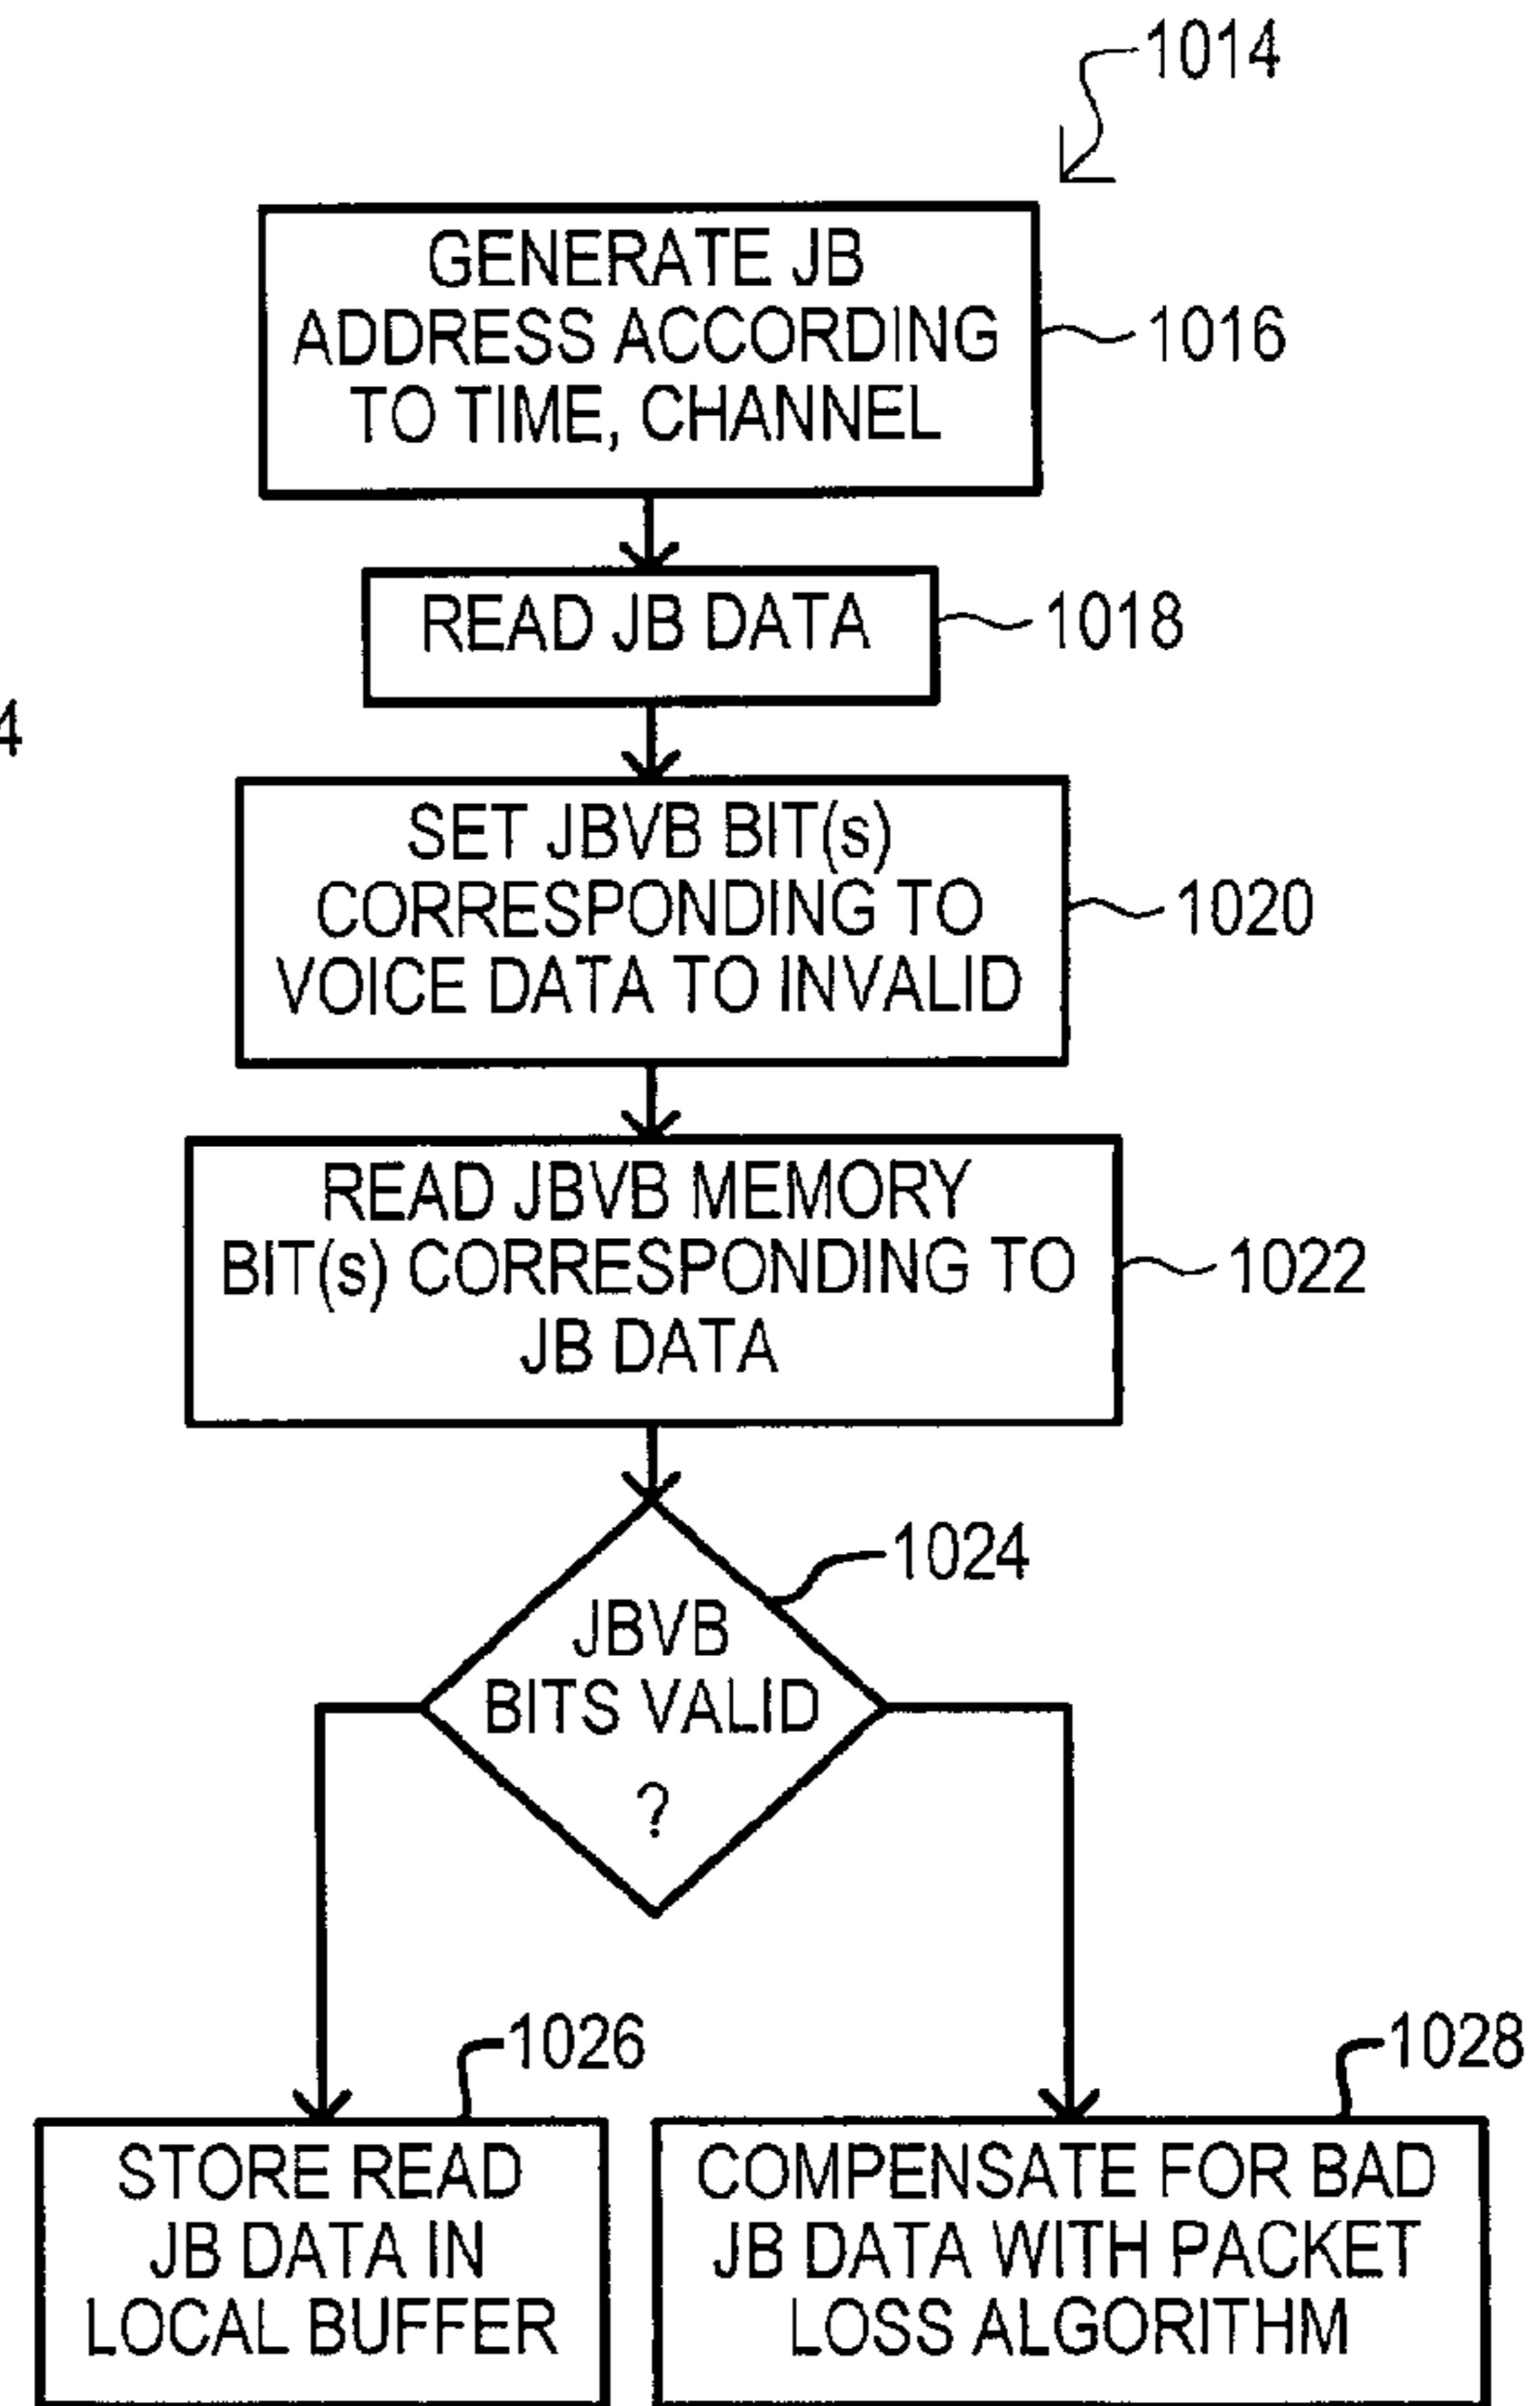 1014
GENERATE JB
ADDRESS ACCORDING
TO TIME, CHANNEL
1016
READ JB DATA
1018
4
SET JBVB BIT(s)
CORRESPONDING TO
VOICE DATA TO INVALID
1020
READ JBVB MEMORY
BIT(s) CORRESPONDING TO
JB DATA
1022
1024
JBVB
BITS VALID
?
1026
STORE READ
JB DATA IN
LOCAL BUFFER
1028
COMPENSATE FOR BAD
JB DATA WITH PACKET
LOSS ALGORITHM